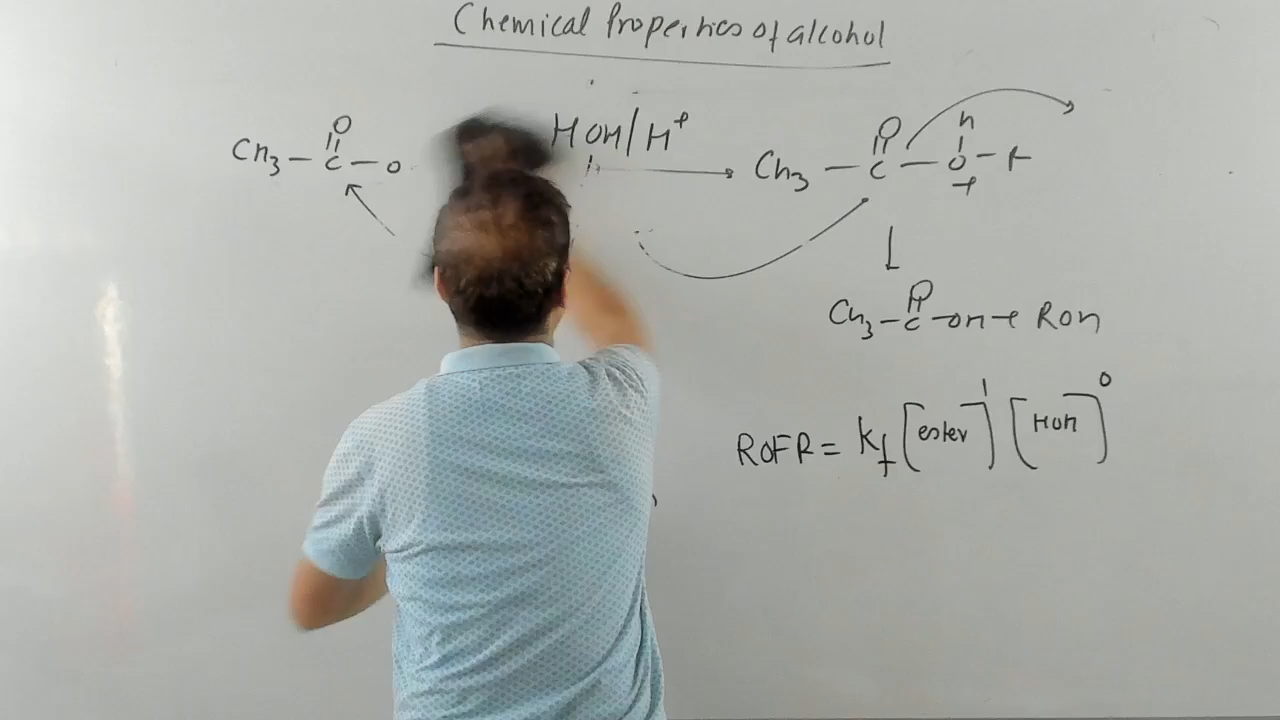 Chemical Properties of alcohol
O O h
CH3 - C - O HOH/H+ → CH3 - C - O - R
+
↓
O
CH3 - C - OH + ROH
ROFR = Kf [ester]1 [HOH]0